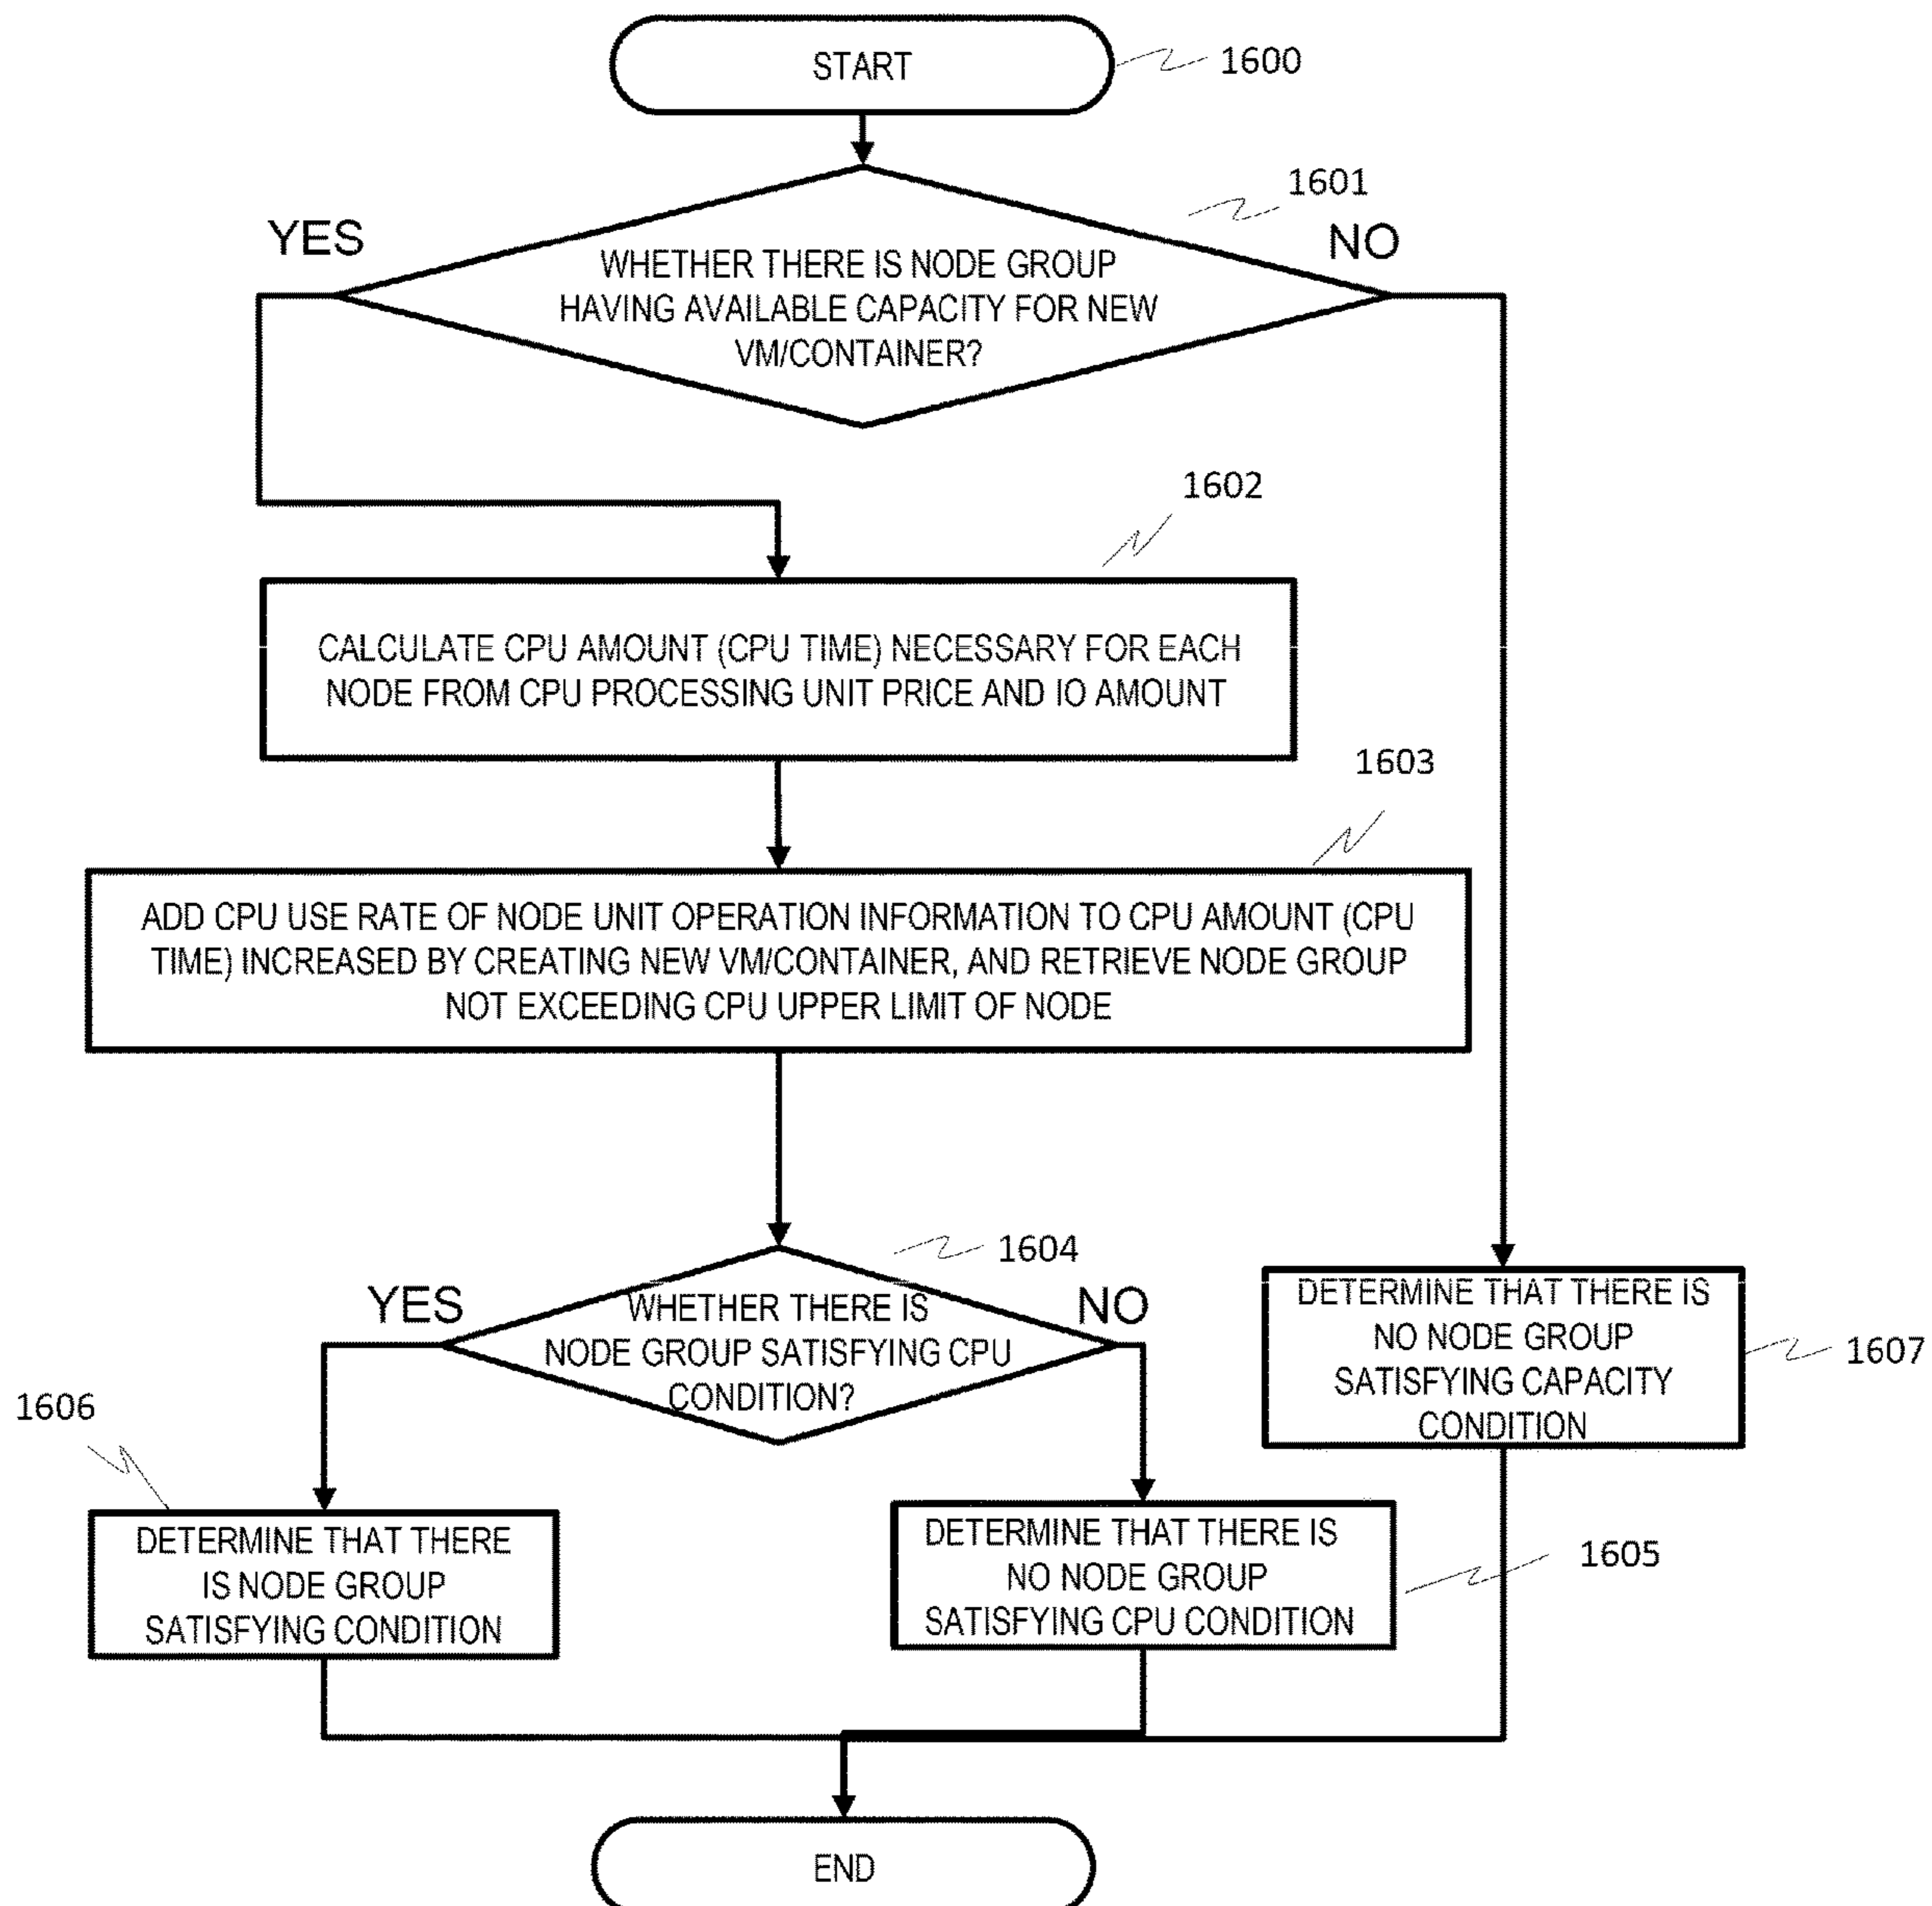 START
1600
1601
YES
NO
WHETHER THERE IS NODE GROUP
HAVING AVAILABLE CAPACITY FOR NEW
VM/CONTAINER?
1602
CALCULATE CPU AMOUNT (CPU TIME) NECESSARY FOR EACH
NODE FROM CPU PROCESSING UNIT PRICE AND IO AMOUNT
1603
ADD CPU USE RATE OF NODE UNIT OPERATION INFORMATION TO CPU AMOUNT (CPU
TIME) INCREASED BY CREATING NEW VM/CONTAINER, AND RETRIEVE NODE GROUP
NOT EXCEEDING CPU UPPER LIMIT OF NODE
1604
YES
NO
WHETHER THERE IS
NODE GROUP SATISFYING CPU
CONDITION?
DETERMINE THAT THERE IS
NO NODE GROUP
SATISFYING CAPACITY
CONDITION
1607
1606
DETERMINE THAT THERE
IS NODE GROUP
SATISFYING CONDITION
DETERMINE THAT THERE IS
NO NODE GROUP
SATISFYING CPU CONDITION
1605
END